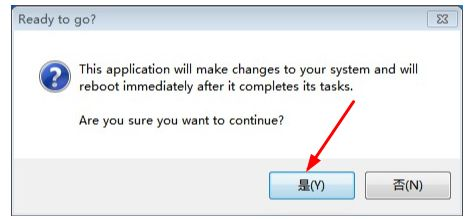 Ready to go?
This application will make changes to your system and will
reboot immediately after it completes its tasks.
Are you sure you want to continue?
是(Y)
否(N)